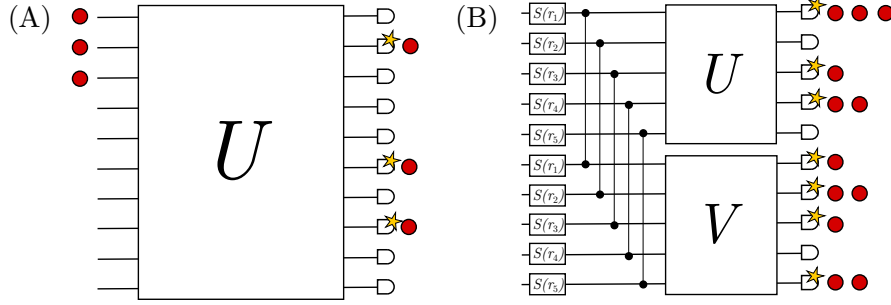 (A)
U
(B)
S(r₁)
S(r₂)
S(r₃)
S(r₄)
S(r₅)
S(r₁)
S(r₂)
S(r₃)
S(r₄)
S(r₅)
U
V